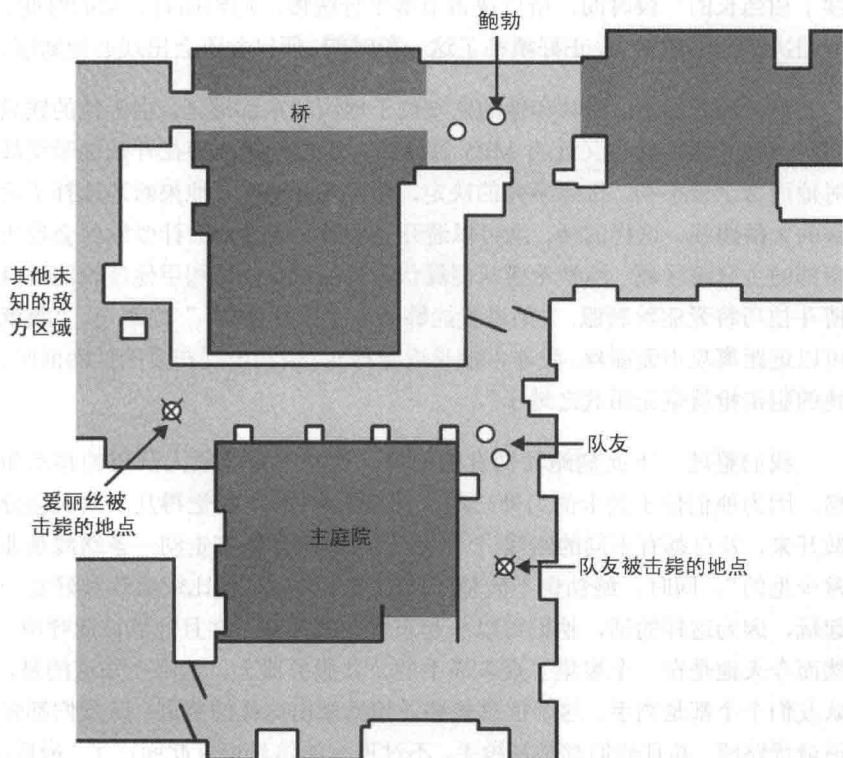 鲍勃
桥
其他未
知的敌
方区域
队友
爱丽丝被
击毙的地点
主庭院
队友被击毙的地点